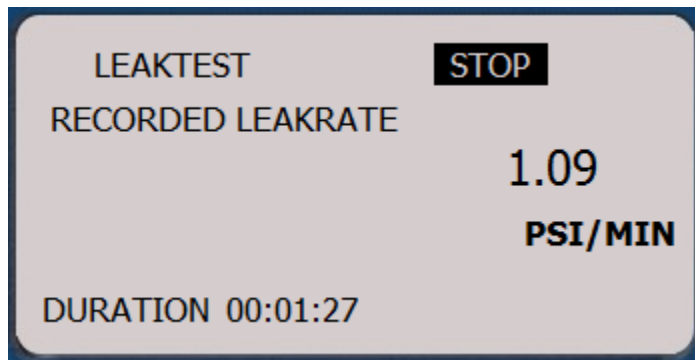 LEAKTEST STOP
RECORDED LEAKRATE
1.09
PSI/MIN
DURATION 00:01:27